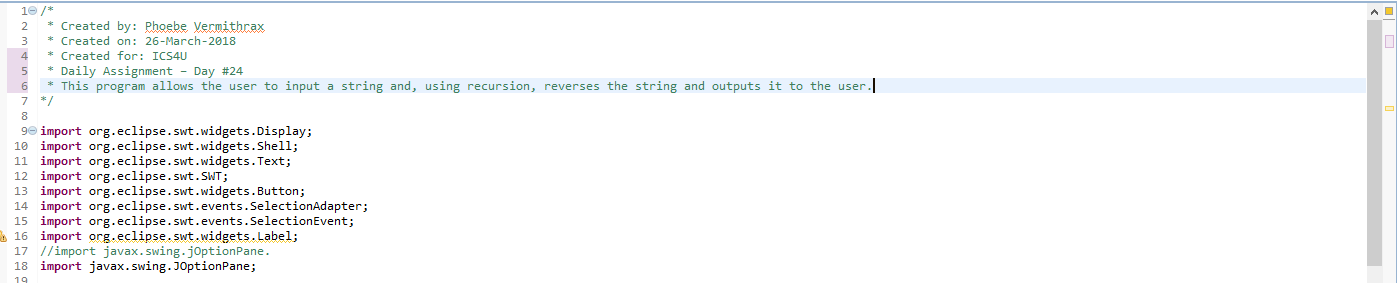 1 /*
2  * Created by: Phoebe Vermithrax
3  * Created on: 26-March-2018
4  * Created for: ICS4U
5  * Daily Assignment – Day #24
6  * This program allows the user to input a string and, using recursion, reverses the string and outputs it to the user.
7 */
8
9 import org.eclipse.swt.widgets.Display;
10 import org.eclipse.swt.widgets.Shell;
11 import org.eclipse.swt.widgets.Text;
12 import org.eclipse.swt.SWT;
13 import org.eclipse.swt.widgets.Button;
14 import org.eclipse.swt.events.SelectionAdapter;
15 import org.eclipse.swt.events.SelectionEvent;
16 import org.eclipse.swt.widgets.Label;
17 //import javax.swing.jOptionPane.
18 import javax.swing.JOptionPane;
19